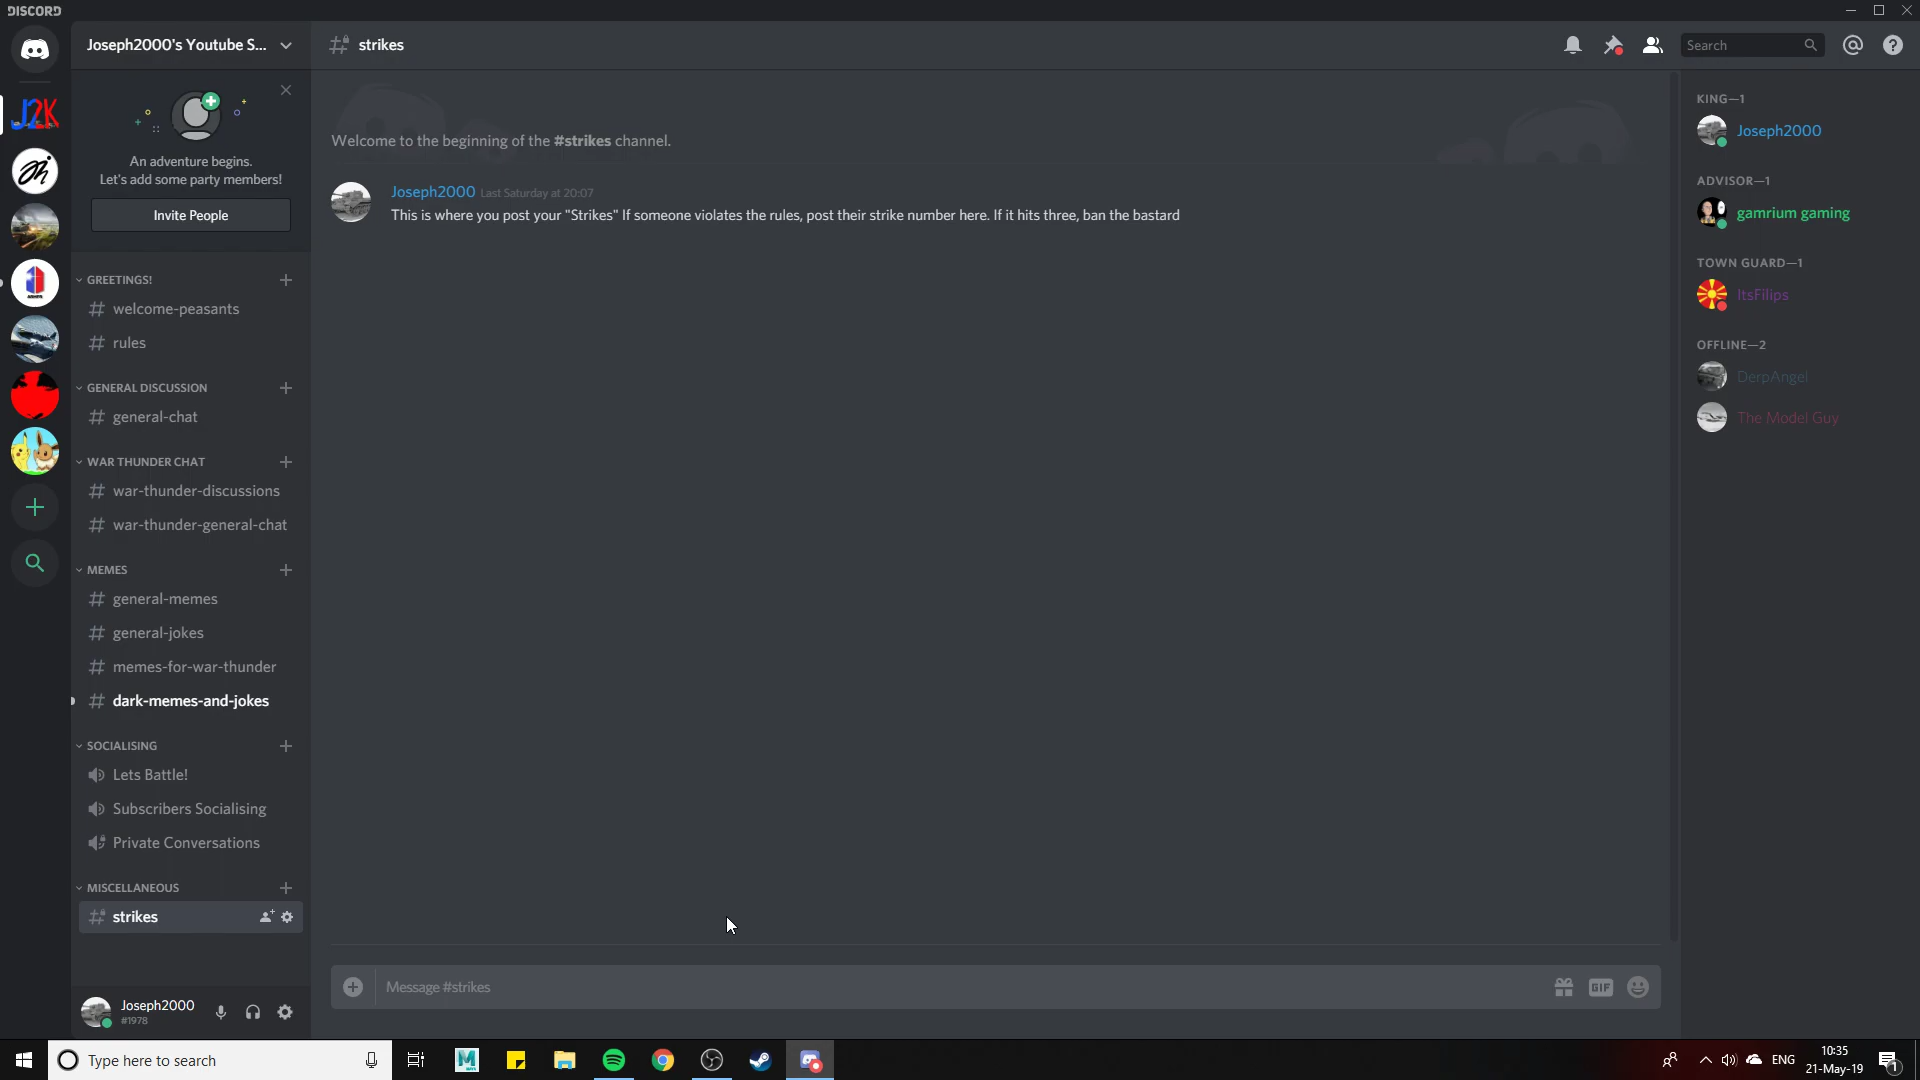 DISCORD
Joseph2000's Youtube S...
strikes
Search
An adventure begins.
Let's add some party members!
Invite People
GREETINGS!
welcome-peasants
rules
GENERAL DISCUSSION
general-chat
WAR THUNDER CHAT
war-thunder-discussions
war-thunder-general-chat
MEMES
general-memes
general-jokes
memes-for-war-thunder
dark-memes-and-jokes
SOCIALISING
Lets Battle!
Subscribers Socialising
Private Conversations
MISCELLANEOUS
strikes
Joseph2000
#1978
Welcome to the beginning of the #strikes channel.
Joseph2000 Last Saturday at 20:07
This is where you post your "Strikes" If someone violates the rules, post their strike number here. If it hits three, ban the bastard
Message #strikes
GIF
KING—1
Joseph2000
ADVISOR—1
gamrium gaming
TOWN GUARD—1
ItsFilips
OFFLINE—2
DerpAngel
The Model Guy
J2K
Type here to search
ENG
10:35
21-May-19
1